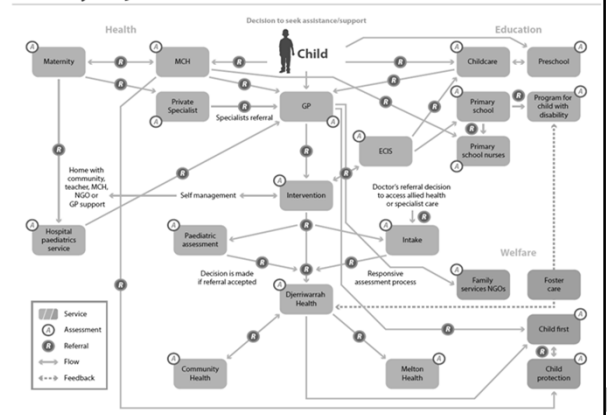 Decision to seek assistance/support
Health
Education
Child
A
Maternity
R
A
MCH
R
R
A
Childcare
A
Preschool
R
R
R
Private
Specialist
A
R
Specialists referral
GP
A
R
R
A
Primary
school
R
Program for
child with
disability
A
R
Primary
school nurses
A
A
ECIS
R
R
R
R
Home with
community,
teacher, MCH,
NGO or
GP support
Self management
A
Intervention
Doctor's referral decision
to access allied health
or specialist care
R
A
Hospital
paediatrics
service
A
Paediatric
assessment
R
A
Intake
Welfare
R
R
R
Decision is made
if referral accepted
Responsive
assessment process
A
Family
services NGOs
Foster
care
R
A
Djerriwarrah
Health
R
R
R
A
Child first
R
A
Community
Health
Melton
Health
A
Child
protection
A
Service
A
Assessment
R
Referral
Flow
Feedback